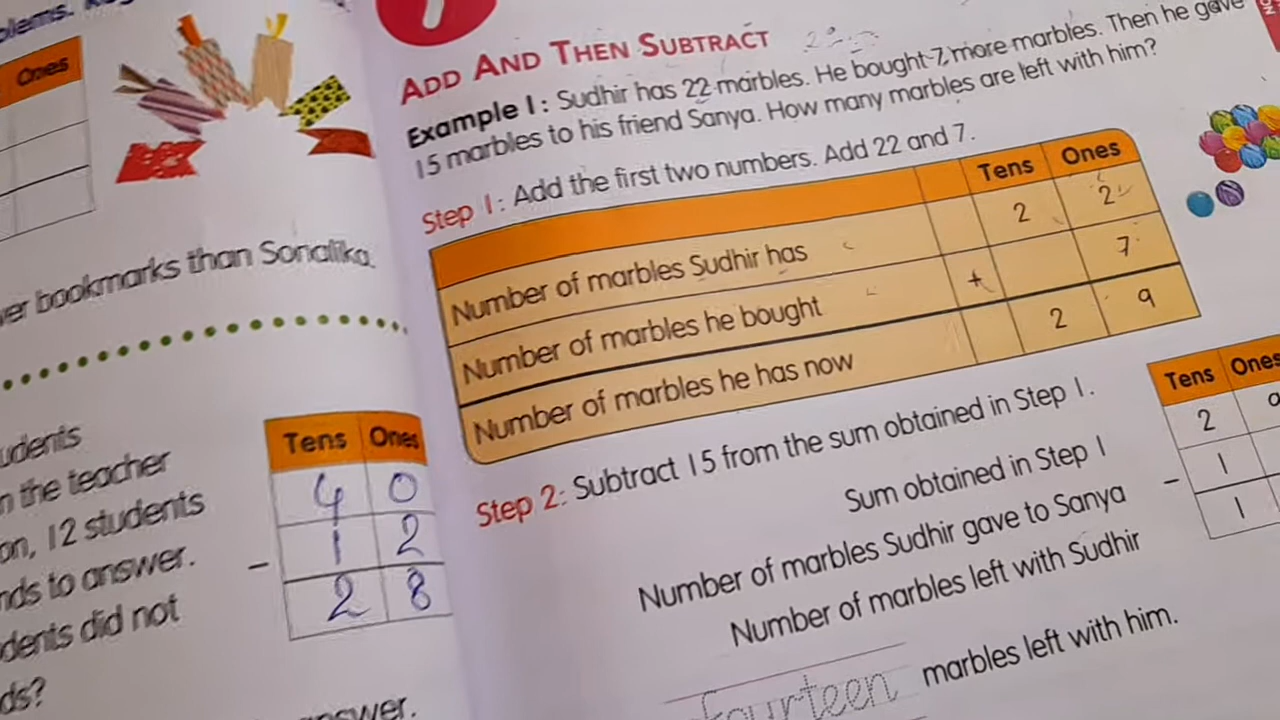 Ones
er bookmarks than Sonalika.
the teacher
12 students
to answer.
did not
Tens Ones
4 0
1 2
−
2 8
answer.
ADD AND THEN SUBTRACT
Example 1: Sudhir has 22 marbles. He bought 7 more marbles. Then he gave
15 marbles to his friend Sanya. How many marbles are left with him?
Step 1: Add the first two numbers. Add 22 and 7.
Tens Ones
Number of marbles Sudhir has 2 2
Number of marbles he bought + 7
Number of marbles he has now 2 9
Step 2: Subtract 15 from the sum obtained in Step 1.
Tens Ones
Sum obtained in Step 1 2
Number of marbles Sudhir gave to Sanya − 1
Number of marbles left with Sudhir 1
fourteen marbles left with him.